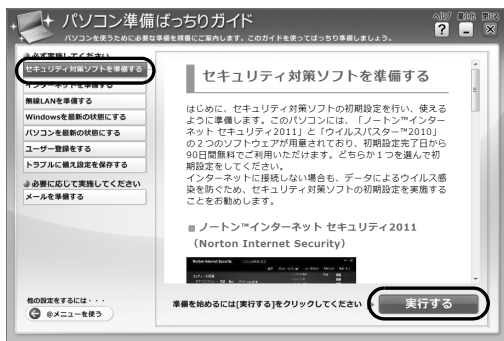 パソコン準備ばっちりガイド
パソコンを使うために必要な準備を順番にご案内します。このガイドを使ってばっちり準備しましょう。
ヘルプ 最小化 閉じる
必ず実施してください
セキュリティ対策ソフトを準備する
インターネットを準備する
無線LANを準備する
Windowsを最新の状態にする
パソコンを最新の状態にする
ユーザー登録をする
トラブルに備え設定を保存する
必要に応じて実施してください
メールを準備する
他の設定をするには・・・
@メニューを使う
セキュリティ対策ソフトを準備する
はじめに、セキュリティ対策ソフトの初期設定を行い、使える
ように準備します。このパソコンには、「ノートン™インター
ネット セキュリティ2011」と「ウイルスバスター™2010」
の２つのソフトウェアが用意されており、初期設定完了日から
90日間無料でご利用いただけます。どちらか１つを選んで初
期設定をしてください。
インターネットに接続しない場合も、データによるウイルス感
染を防ぐため、セキュリティ対策ソフトの初期設定を実施する
ことをお勧めします。
■ ノートン™インターネット セキュリティ2011
（Norton Internet Security）
Norton Internet Security
準備を始めるには[実行する]をクリックしてください
実行する